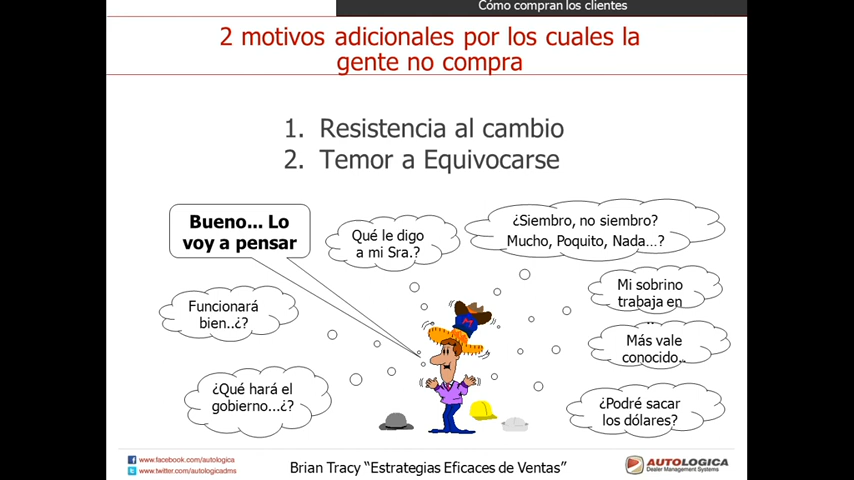 Cómo compran los clientes
2 motivos adicionales por los cuales la
gente no compra
1. Resistencia al cambio
2. Temor a Equivocarse
Bueno... Lo
voy a pensar
Qué le digo
a mi Sra.?
¿Siembro, no siembro?
Mucho, Poquito, Nada…?
Funcionará
bien..¿?
Mi sobrino
trabaja en
..
Más vale
conocido..
¿Qué hará el
gobierno...¿?
¿Podré sacar
los dólares?
M
www.facebook.com/autologica
www.twitter.com/autologicadms
Brian Tracy “Estrategias Eficaces de Ventas”
AUTOLOGICA
Dealer Management Systems